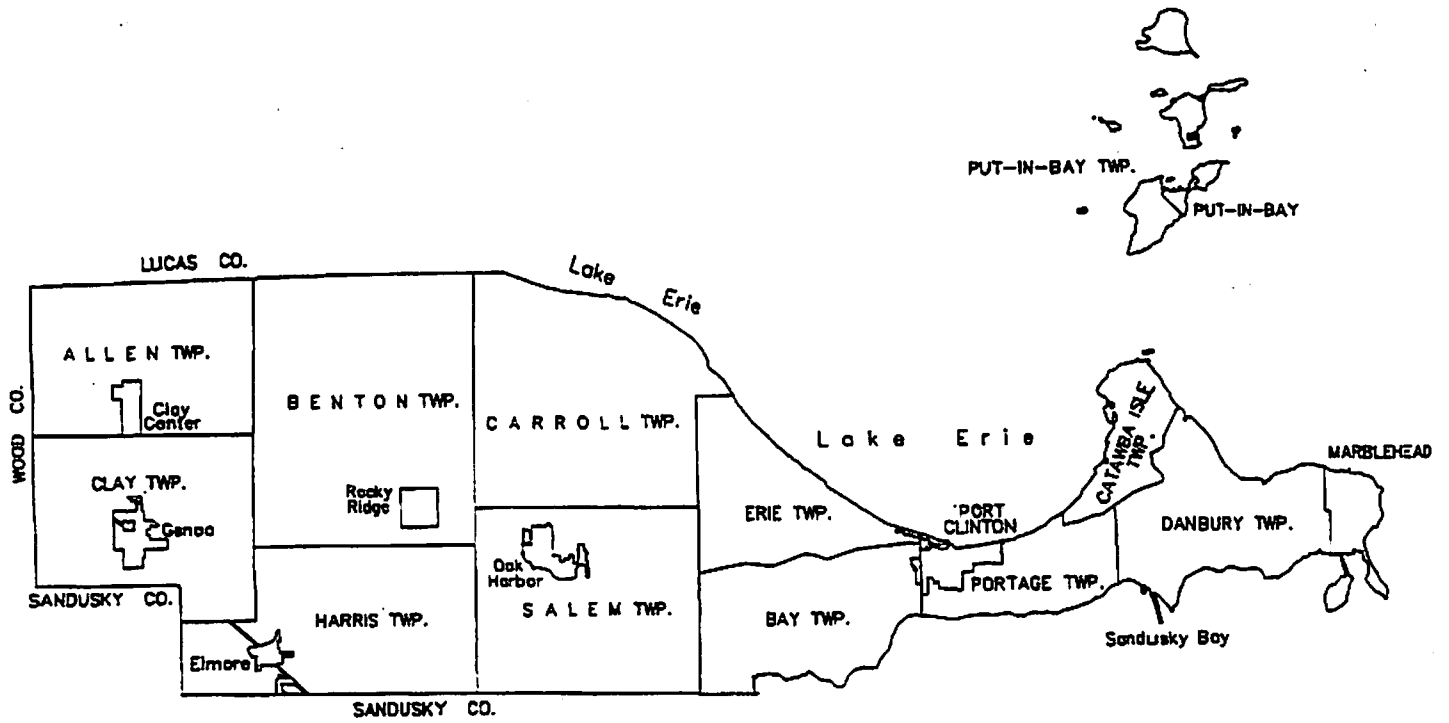 PUT-IN-BAY TWP.
PUT-IN-BAY
LUCAS CO.
Lake Erie
ALLEN TWP.
Clay
Center
BENTON TWP.
CARROLL TWP.
WOOD CO.
Lake Erie
CATAWBA ISLE
TWP.
MARBLEHEAD
CLAY TWP.
Genoa
Rocky
Ridge
ERIE TWP.
PORT
CLINTON
DANBURY TWP.
Oak
Harbor
SANDUSKY CO.
HARRIS TWP.
SALEM TWP.
BAY TWP.
PORTAGE TWP.
Sandusky Bay
Elmore
SANDUSKY CO.